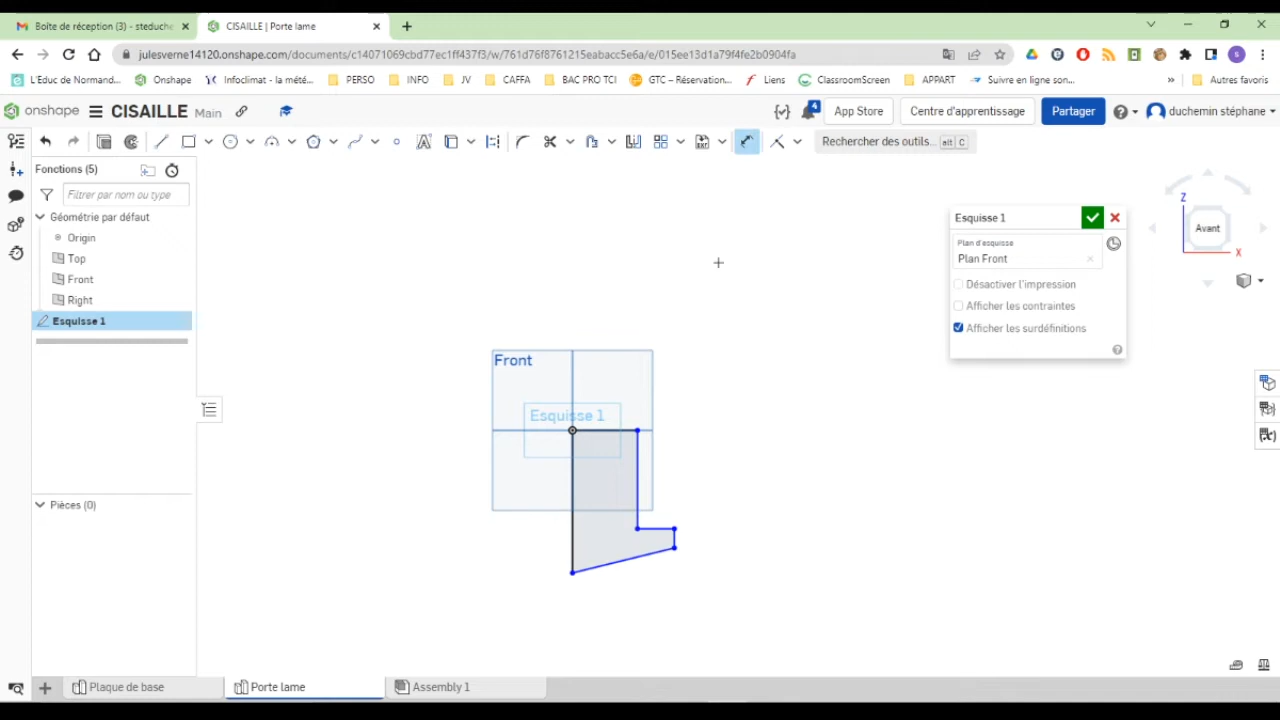 Boîte de réception (3) - steduche
CISAILLE | Porte lame
julesverne14120.onshape.com/documents/c14071069cbd77ec1ff437f3/w/761d76f8761215eabacc5e6a/e/015ee13d1a79f4fe2b0904fa
L'Educ de Normand...
Onshape
Infoclimat - la mété...
PERSO
INFO
JV
CAFFA
BAC PRO TCI
GTC – Réservation...
Liens
ClassroomScreen
APPART
Suivre en ligne son...
»
Autres favoris
onshape
CISAILLE Main
4
App Store
Centre d'apprentissage
Partager
duchemin stéphane
Rechercher des outils... alt C
Fonctions (5)
Filtrer par nom ou type
Géométrie par défaut
Origin
Top
Front
Right
Esquisse 1
Pièces (0)
Front
Esquisse 1
Esquisse 1
Plan d'esquisse
Plan Front
Désactiver l'impression
Afficher les contraintes
Afficher les surdéfinitions
Z
Avant
X
Plaque de base
Porte lame
Assembly 1